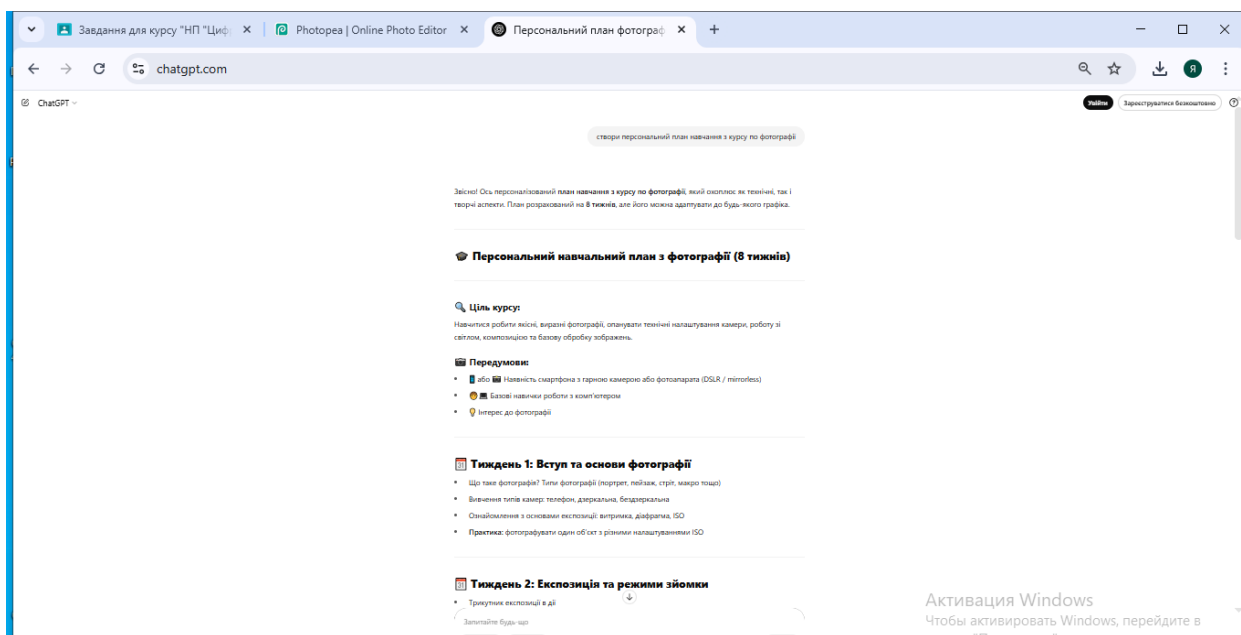 Завдання для курсу "НП "Циф
Photopea | Online Photo Editor
Персональний план фотограф
chatgpt.com
Я
ChatGPT
Увійти
Зареєструватися безкоштовно
створи персональний план навчання з курсу по фотографії
Звісно! Ось персоналізований план навчання з курсу по фотографії, який охоплює як технічні, так і
творчі аспекти. План розрахований на 8 тижнів, але його можна адаптувати до будь-якого графіка.
Персональний навчальний план з фотографії (8 тижнів)
Ціль курсу:
Навчитися робити якісні, виразні фотографії, опанувати технічні налаштування камери, роботу зі
світлом, композицією та базову обробку зображень.
Передумови:
• або Наявність смартфона з гарною камерою або фотоапарата (DSLR / mirrorless)
• Базові навички роботи з комп'ютером
• Інтерес до фотографії
Тиждень 1: Вступ та основи фотографії
• Що таке фотографія? Типи фотографії (портрет, пейзаж, стріт, макро тощо)
• Вивчення типів камер: телефон, дзеркальна, бездзеркальна
• Ознайомлення з основами експозиції: витримка, діафрагма, ISO
• Практика: фотографувати один об'єкт з різними налаштуваннями ISO
Тиждень 2: Експозиція та режими зйомки
• Трикутник експозиції в дії
Запитайте будь-що
Активация Windows
Чтобы активировать Windows, перейдите в